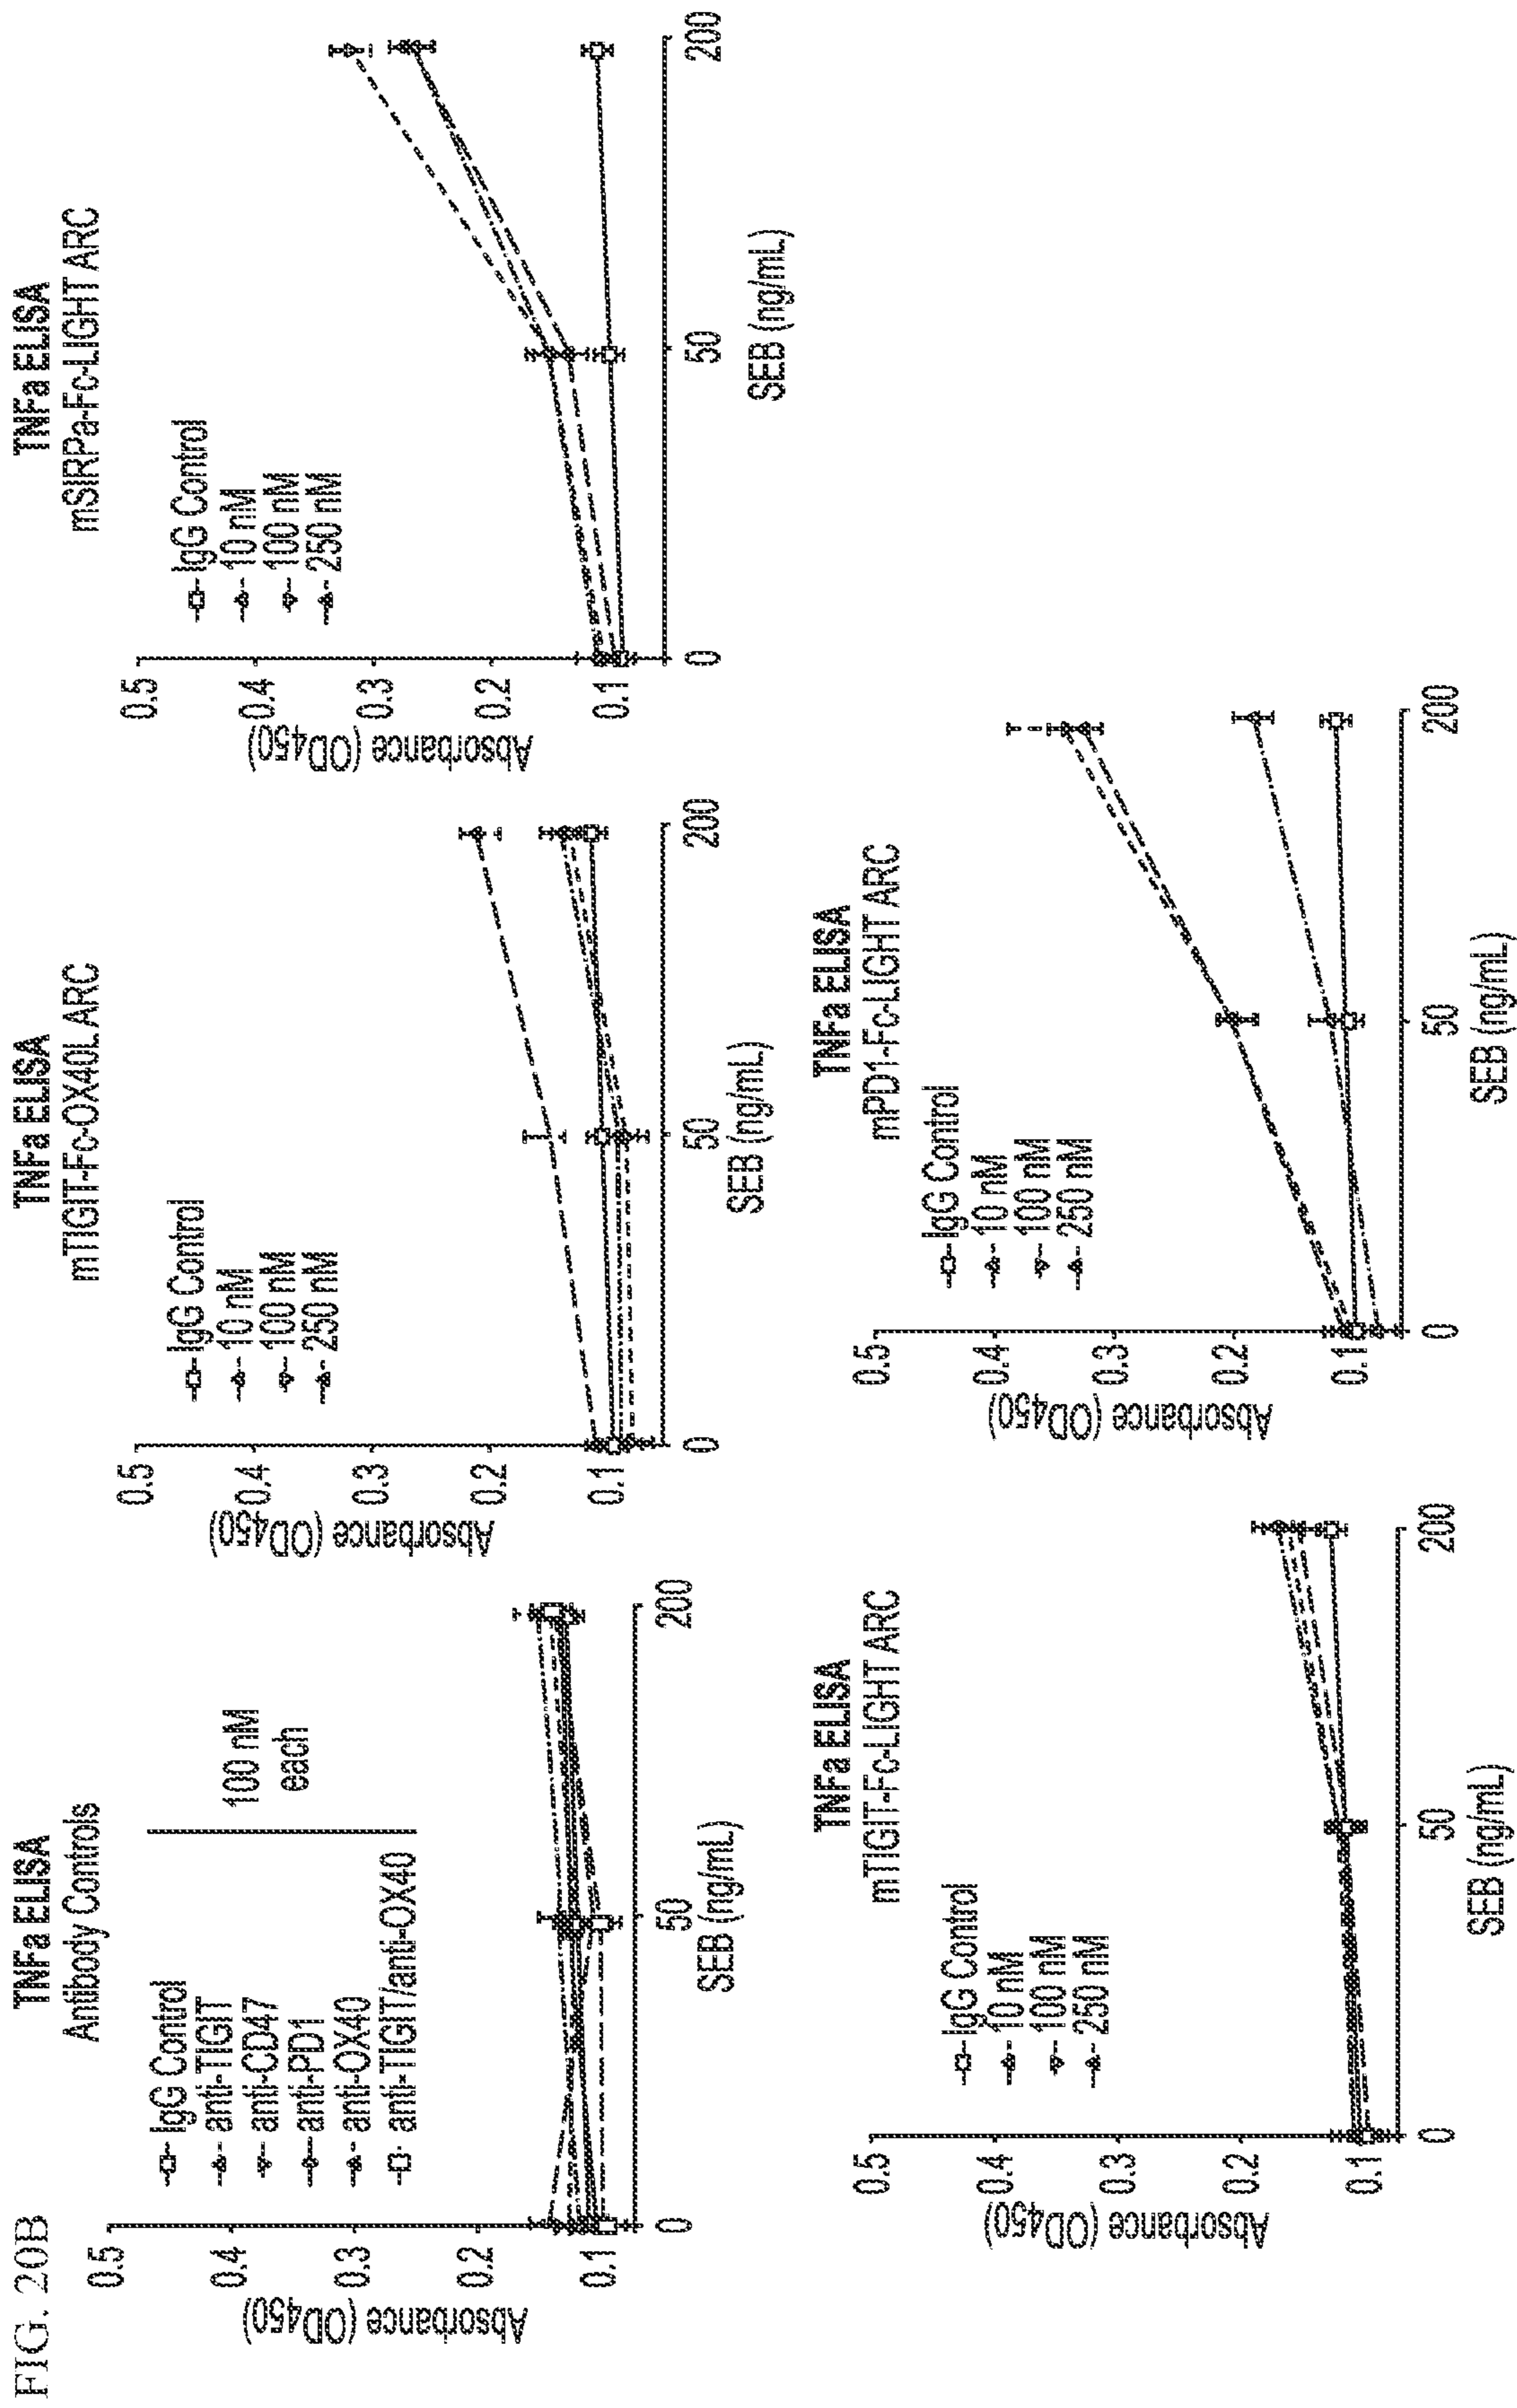 FIG. 20B
TNFa ELISA
Antibody Controls
IgG Control
anti-TIGIT
anti-CD47
anti-PD1
anti-OX40
anti-TIGIT/anti-OX40
100 nM
each
Absorbance (OD450)
0.5
0.4
0.3
0.2
0.1
0
50
200
SEB (ng/mL)
TNFa ELISA
mTIGIT-Fc-OX40L ARC
IgG Control
10 nM
100 nM
250 nM
Absorbance (OD450)
0.5
0.4
0.3
0.2
0.1
0
50
200
SEB (ng/mL)
TNFa ELISA
mSIRPa-Fc-LIGHT ARC
IgG Control
10 nM
100 nM
250 nM
Absorbance (OD450)
0.5
0.4
0.3
0.2
0.1
0
50
200
SEB (ng/mL)
TNFa ELISA
mTIGIT-Fc-LIGHT ARC
IgG Control
10 nM
100 nM
250 nM
Absorbance (OD450)
0.5
0.4
0.3
0.2
0.1
0
50
200
SEB (ng/mL)
TNFa ELISA
mPD1-Fc-LIGHT ARC
IgG Control
10 nM
100 nM
250 nM
Absorbance (OD450)
0.5
0.4
0.3
0.2
0.1
0
50
200
SEB (ng/mL)